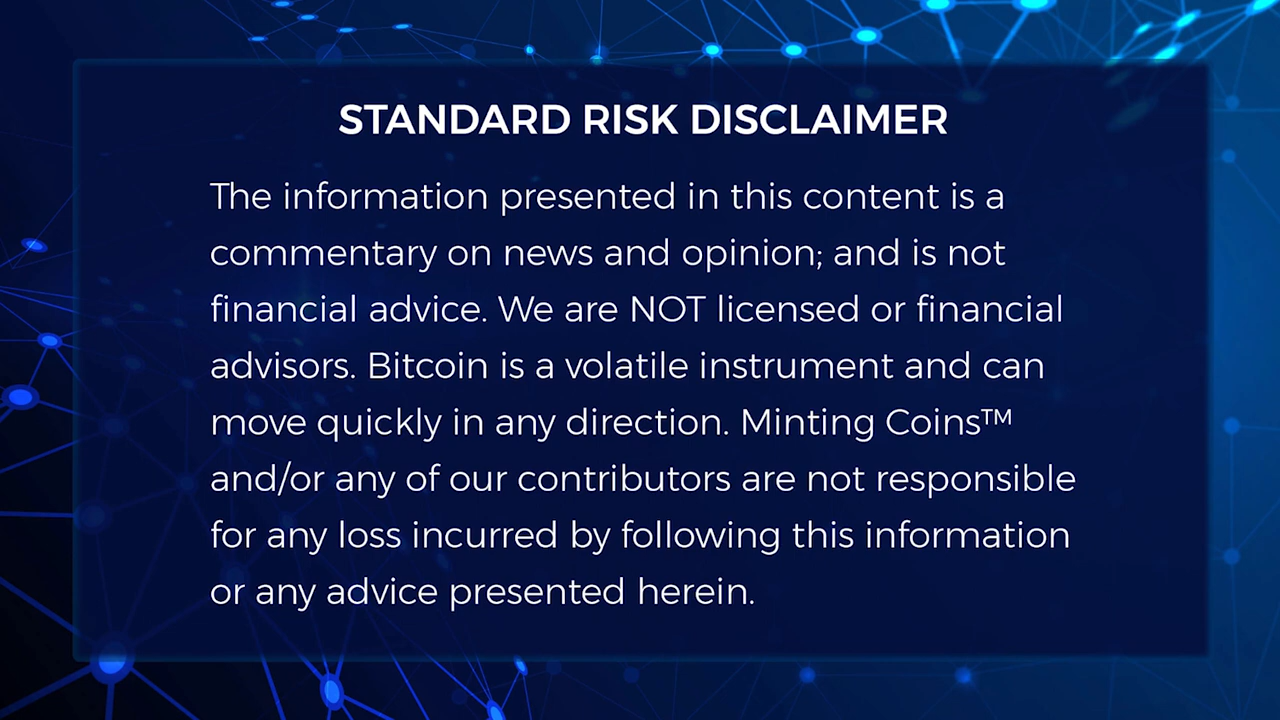 STANDARD RISK DISCLAIMER
The information presented in this content is a
commentary on news and opinion; and is not
financial advice. We are NOT licensed or financial
advisors. Bitcoin is a volatile instrument and can
move quickly in any direction. Minting Coins™
and/or any of our contributors are not responsible
for any loss incurred by following this information
or any advice presented herein.